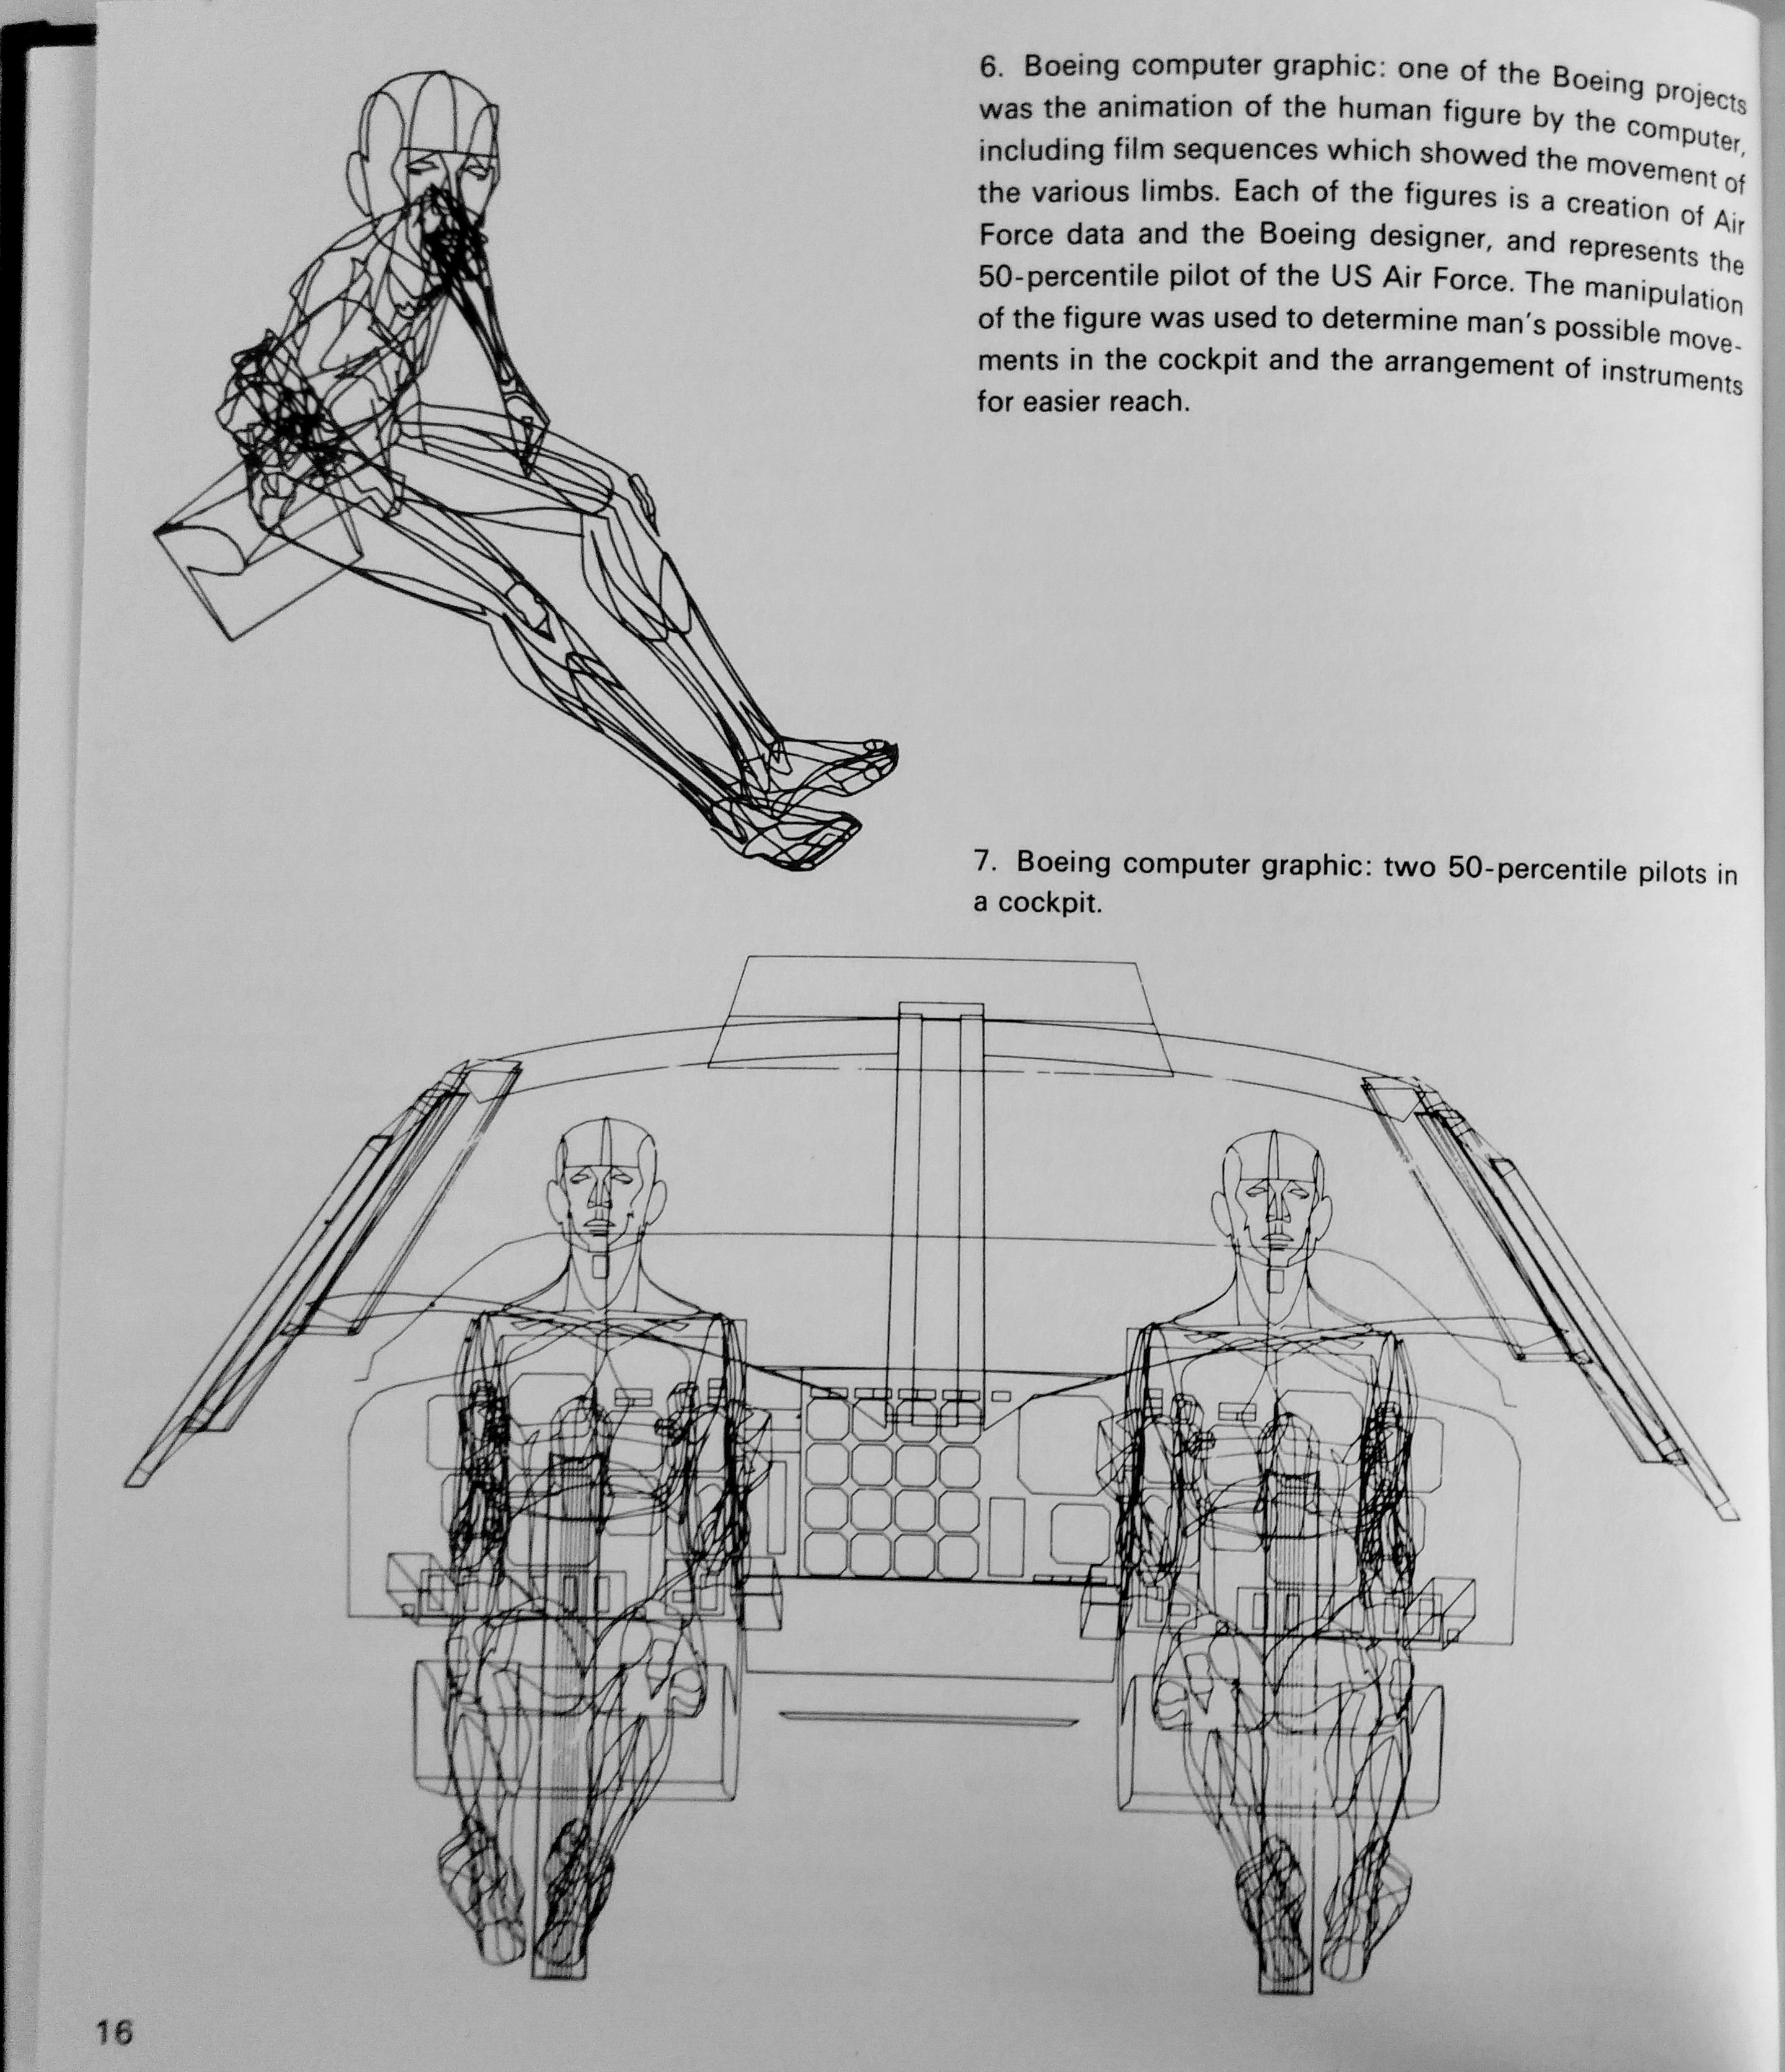 6. Boeing computer graphic: one of the Boeing projects
was the animation of the human figure by the computer,
including film sequences which showed the movement of
the various limbs. Each of the figures is a creation of Air
Force data and the Boeing designer, and represents the
50-percentile pilot of the US Air Force. The manipulation
of the figure was used to determine man's possible move-
ments in the cockpit and the arrangement of instruments
for easier reach.
7. Boeing computer graphic: two 50-percentile pilots in
a cockpit.
16